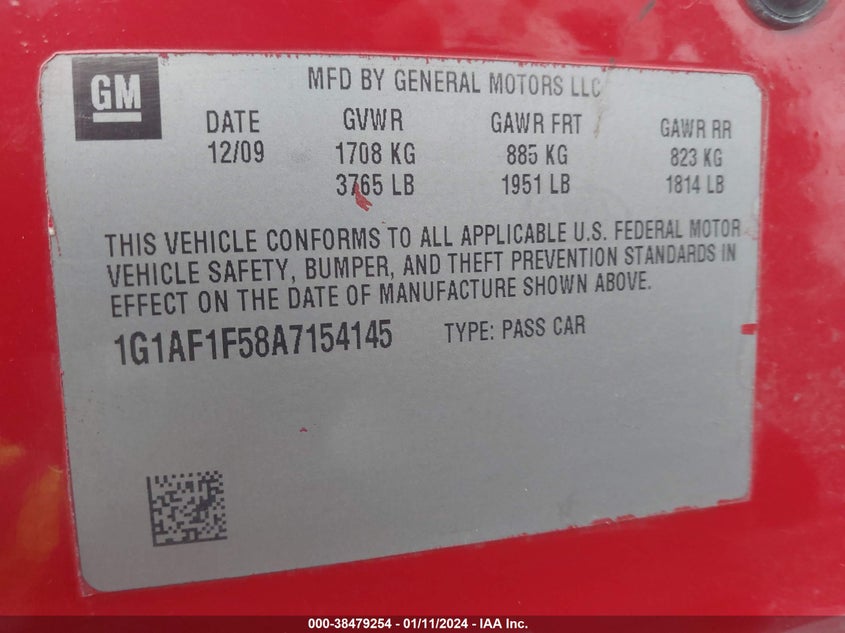 GM
MFD BY GENERAL MOTORS LLC
DATE GVWR GAWR FRT GAWR RR
12/09 1708 KG 885 KG 823 KG
3765 LB 1951 LB 1814 LB
THIS VEHICLE CONFORMS TO ALL APPLICABLE U.S. FEDERAL MOTOR
VEHICLE SAFETY, BUMPER, AND THEFT PREVENTION STANDARDS IN
EFFECT ON THE DATE OF MANUFACTURE SHOWN ABOVE.
1G1AF1F58A7154145 TYPE: PASS CAR
000-38479254 - 01/11/2024 - IAA Inc.